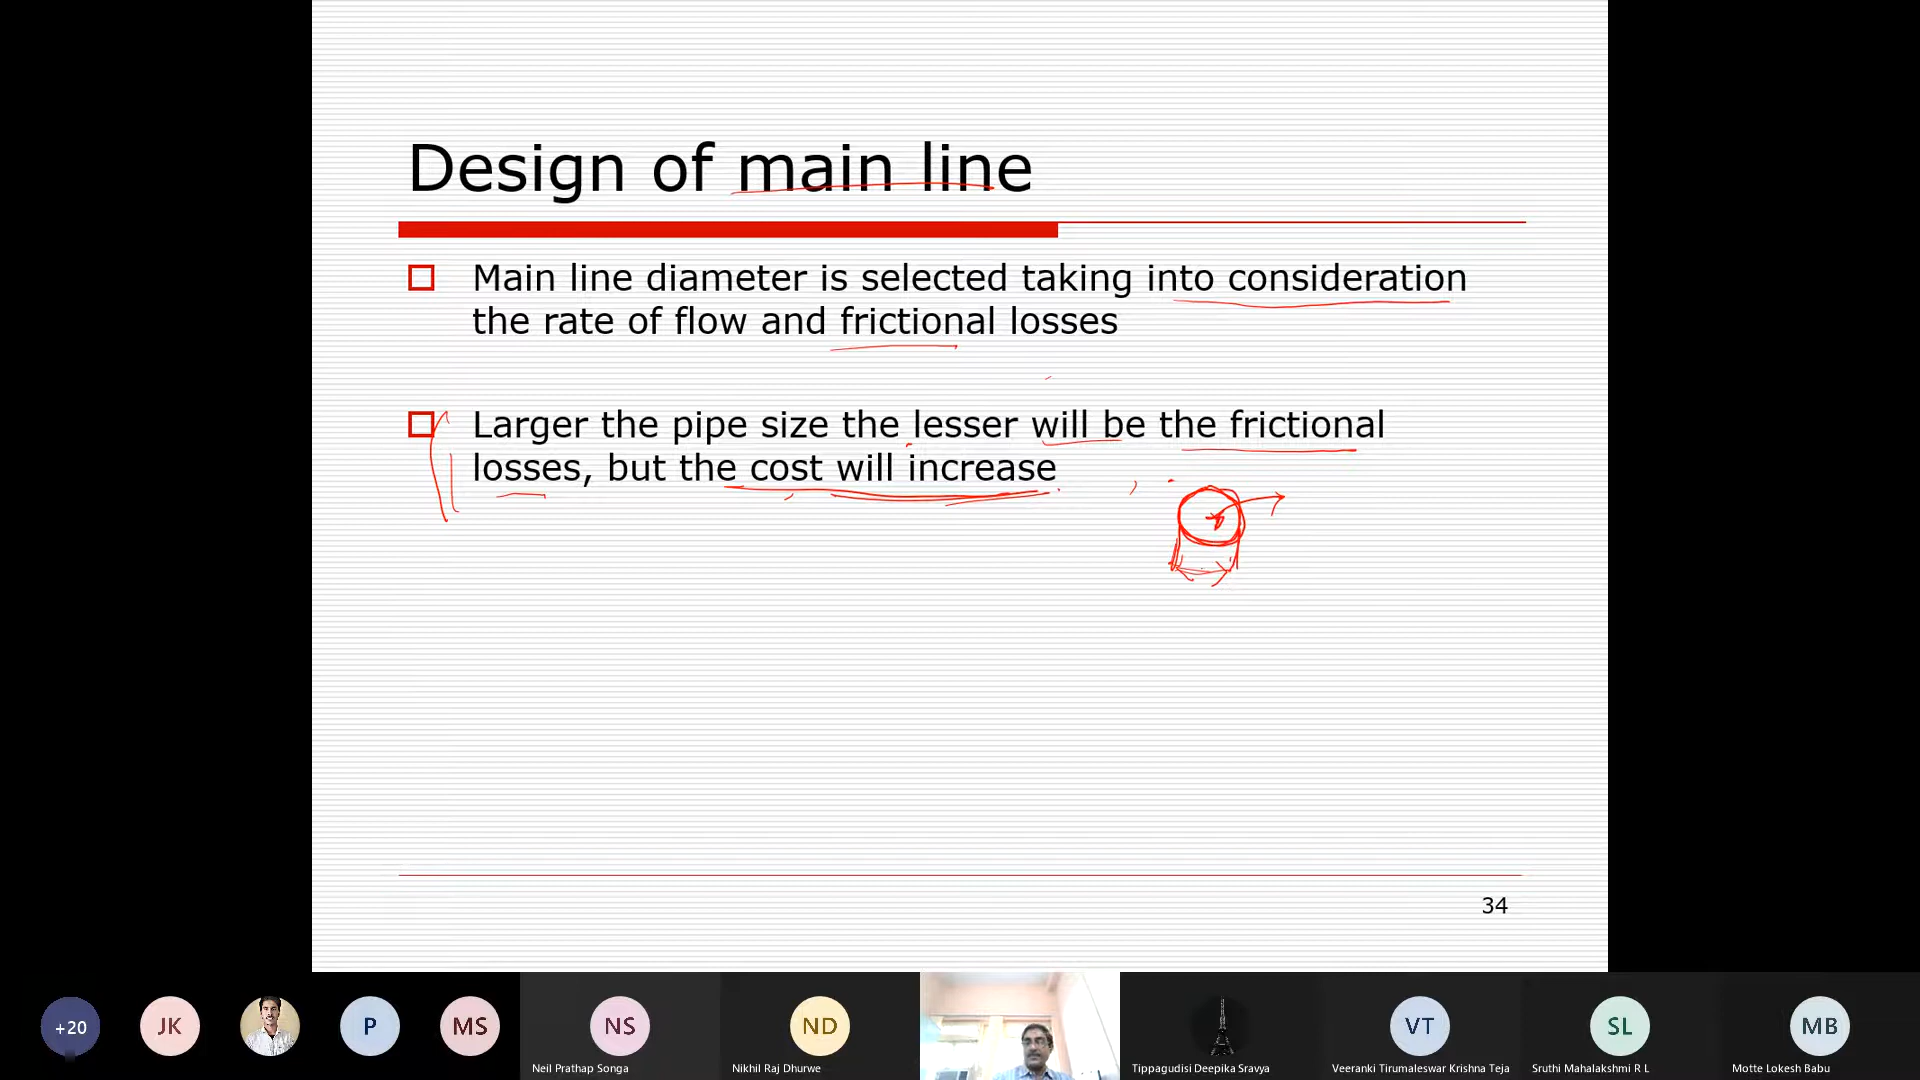 Design of main line
Main line diameter is selected taking into consideration
the rate of flow and frictional losses
Larger the pipe size the lesser will be the frictional
losses, but the cost will increase
34
+20
JK
P
MS
NS
ND
VT
SL
MB
Neil Prathap Songa
Nikhil Raj Dhurwe
Tippagudisi Deepika Sravya
Veeranki Tirumaleswar Krishna Teja
Sruthi Mahalakshmi R L
Motte Lokesh Babu